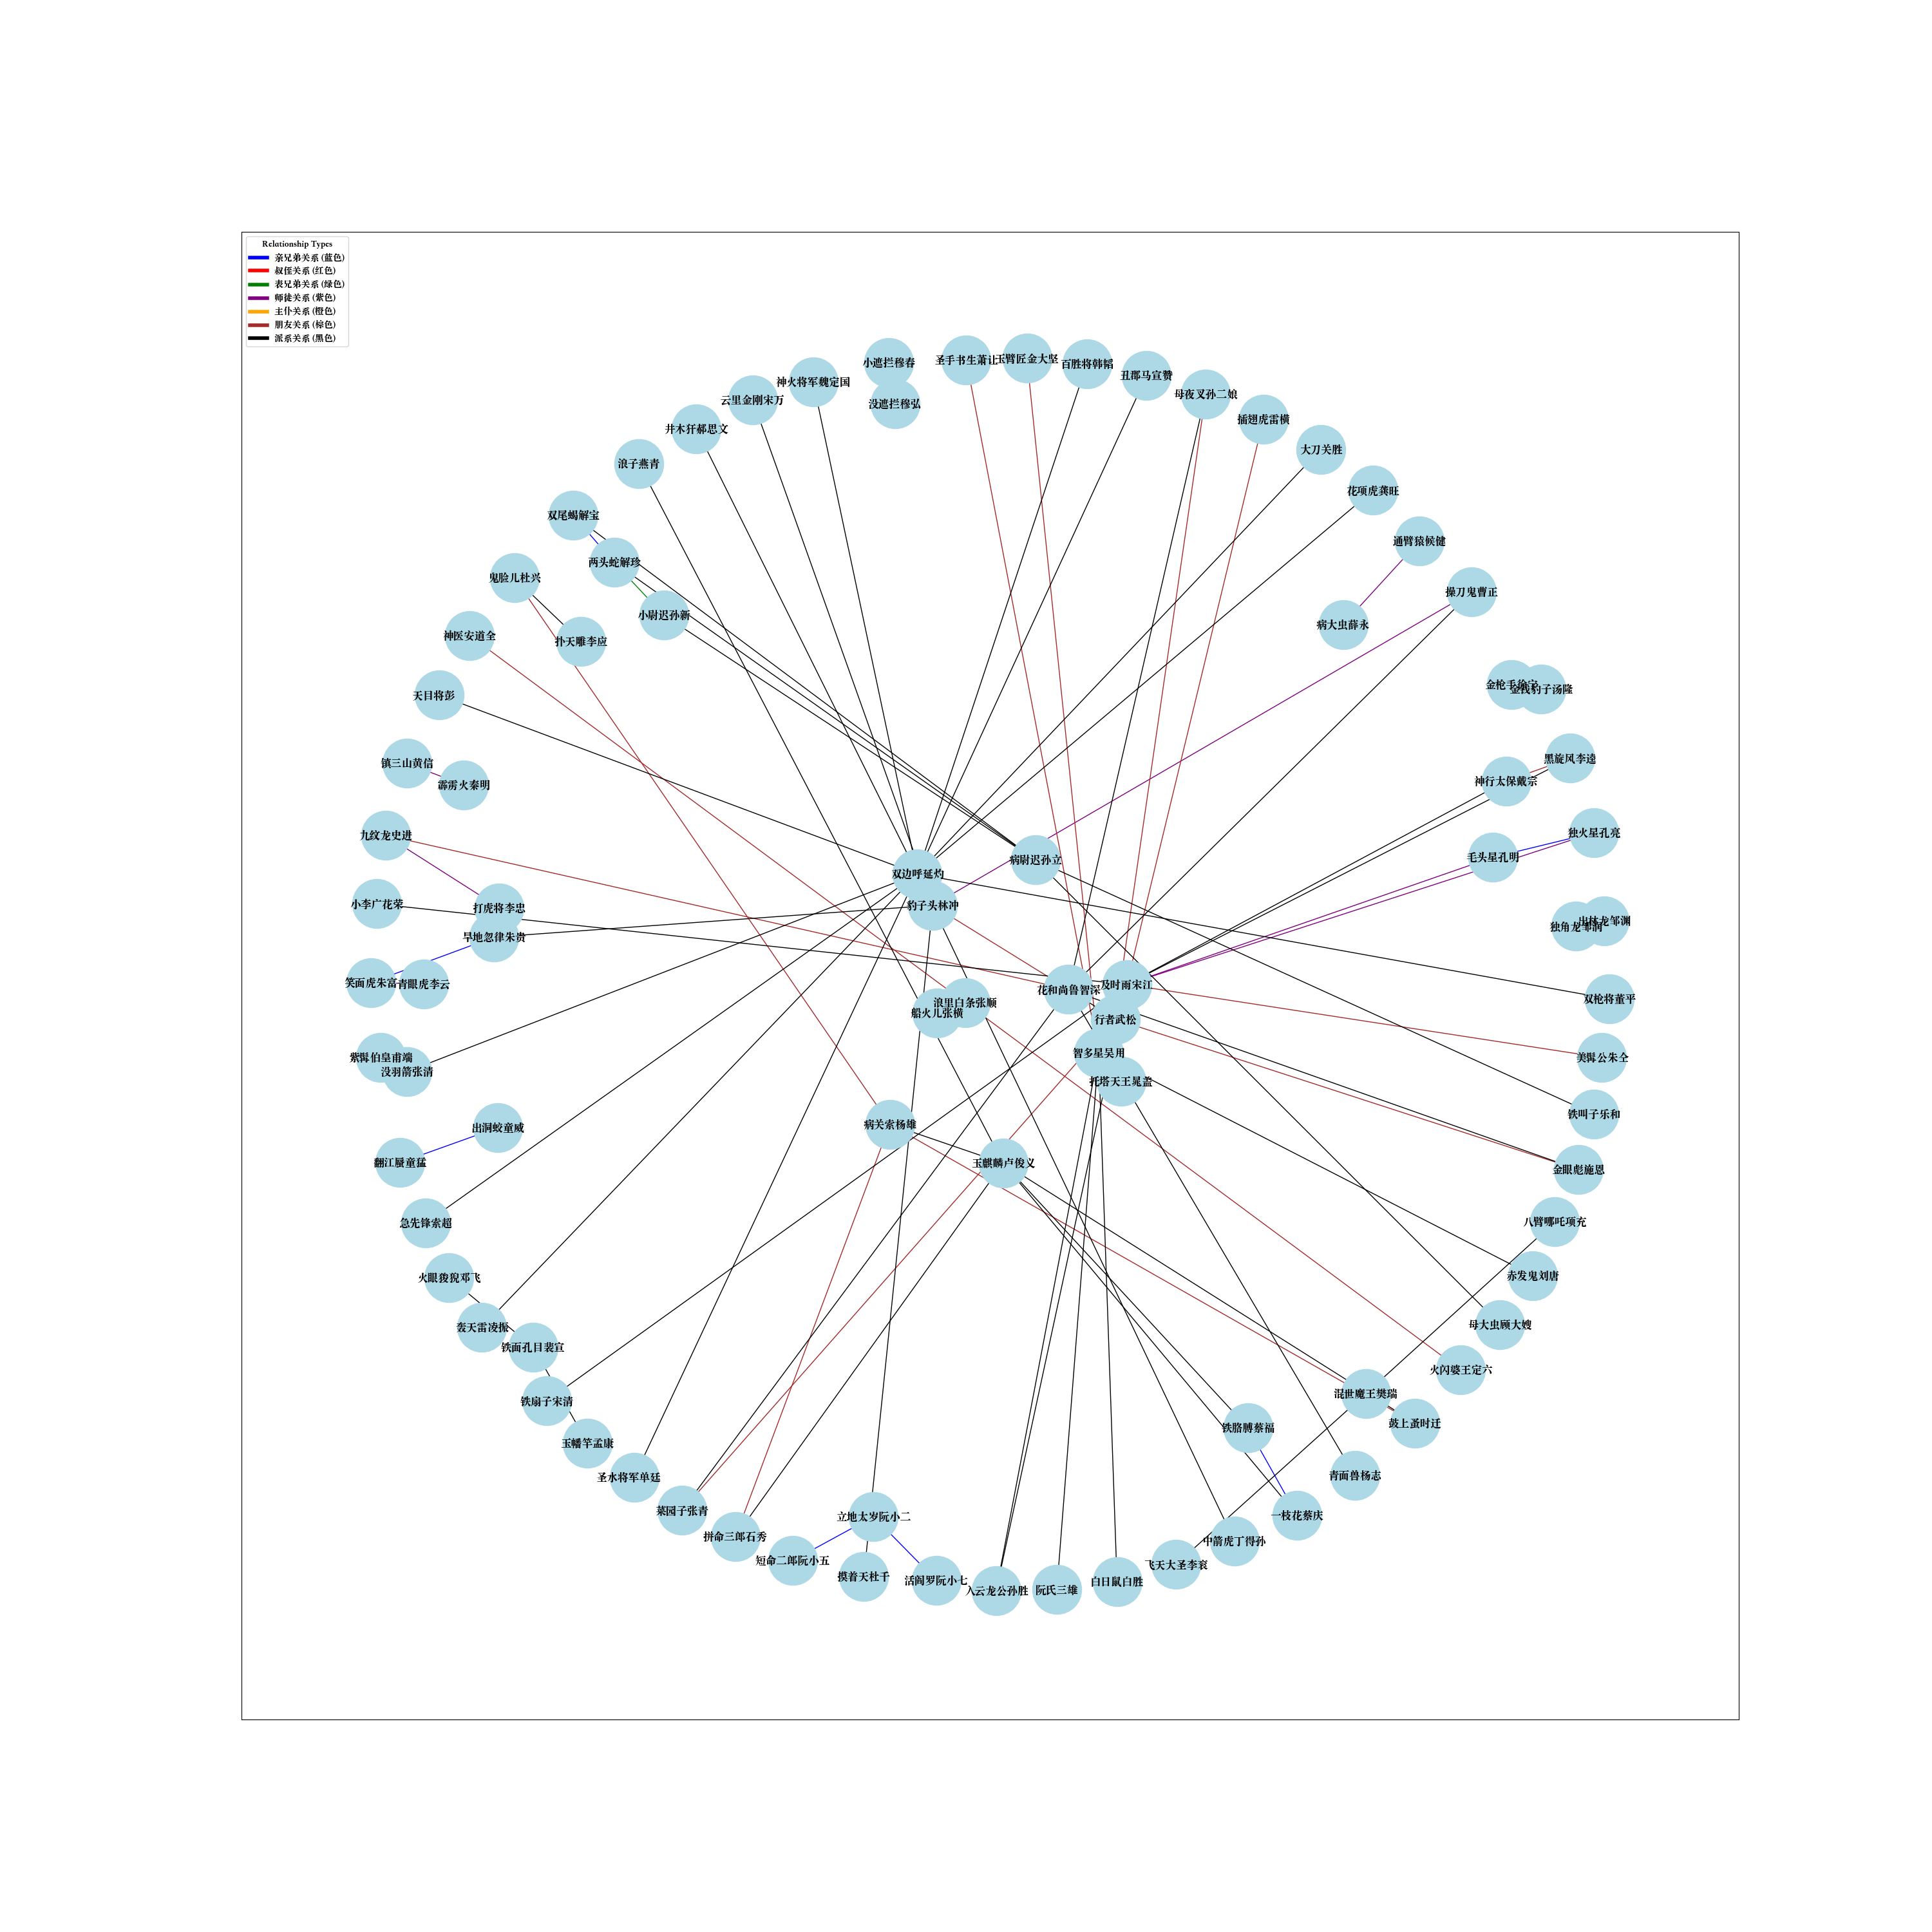 Relationship Types
亲兄弟关系 (蓝色)
叔侄关系 (红色)
表兄弟关系 (绿色)
师徒关系 (紫色)
主仆关系 (橙色)
朋友关系 (棕色)
派系关系 (黑色)
小遮拦穆春
圣手书生萧让
玉臂匠金大坚
百胜将韩韬
丑郡马宣赞
神火将军魏定国
母夜叉孙二娘
云里金刚宋万
没遮拦穆弘
插翅虎雷横
井木犴郝思文
大刀关胜
浪子燕青
花项虎龚旺
双尾蝎解宝
通臂猿候健
两头蛇解珍
鬼脸儿杜兴
操刀鬼曹正
小尉迟孙新
病大虫薛永
神医安道全
扑天雕李应
金枪手徐宁
金钱豹子汤隆
天目将彭
黑旋风李逵
镇三山黄信
神行太保戴宗
霹雳火秦明
独火星孔亮
九纹龙史进
毛头星孔明
病尉迟孙立
双边呼延灼
小李广花荣
豹子头林冲
打虎将李忠
出林龙邹渊
独角龙邹润
旱地忽律朱贵
笑面虎朱富
青眼虎李云
及时雨宋江
花和尚鲁智深
双枪将董平
浪里白条张顺
船火儿张横
行者武松
智多星吴用
紫髯伯皇甫端
美髯公朱仝
没羽箭张清
托塔天王晁盖
铁叫子乐和
病关索杨雄
出洞蛟童威
翻江蜃童猛
玉麒麟卢俊义
金眼彪施恩
急先锋索超
八臂哪吒项充
火眼狻猊邓飞
赤发鬼刘唐
轰天雷凌振
母大虫顾大嫂
铁面孔目裴宣
火闪婆王定六
铁扇子宋清
混世魔王樊瑞
鼓上蚤时迁
铁胳膊蔡福
玉幡竿孟康
圣水将军单廷
青面兽杨志
菜园子张青
一枝花蔡庆
立地太岁阮小二
拼命三郎石秀
中箭虎丁得孙
短命二郎阮小五
飞天大圣李衮
摸着天杜千
活阎罗阮小七
白日鼠白胜
入云龙公孙胜
阮氏三雄